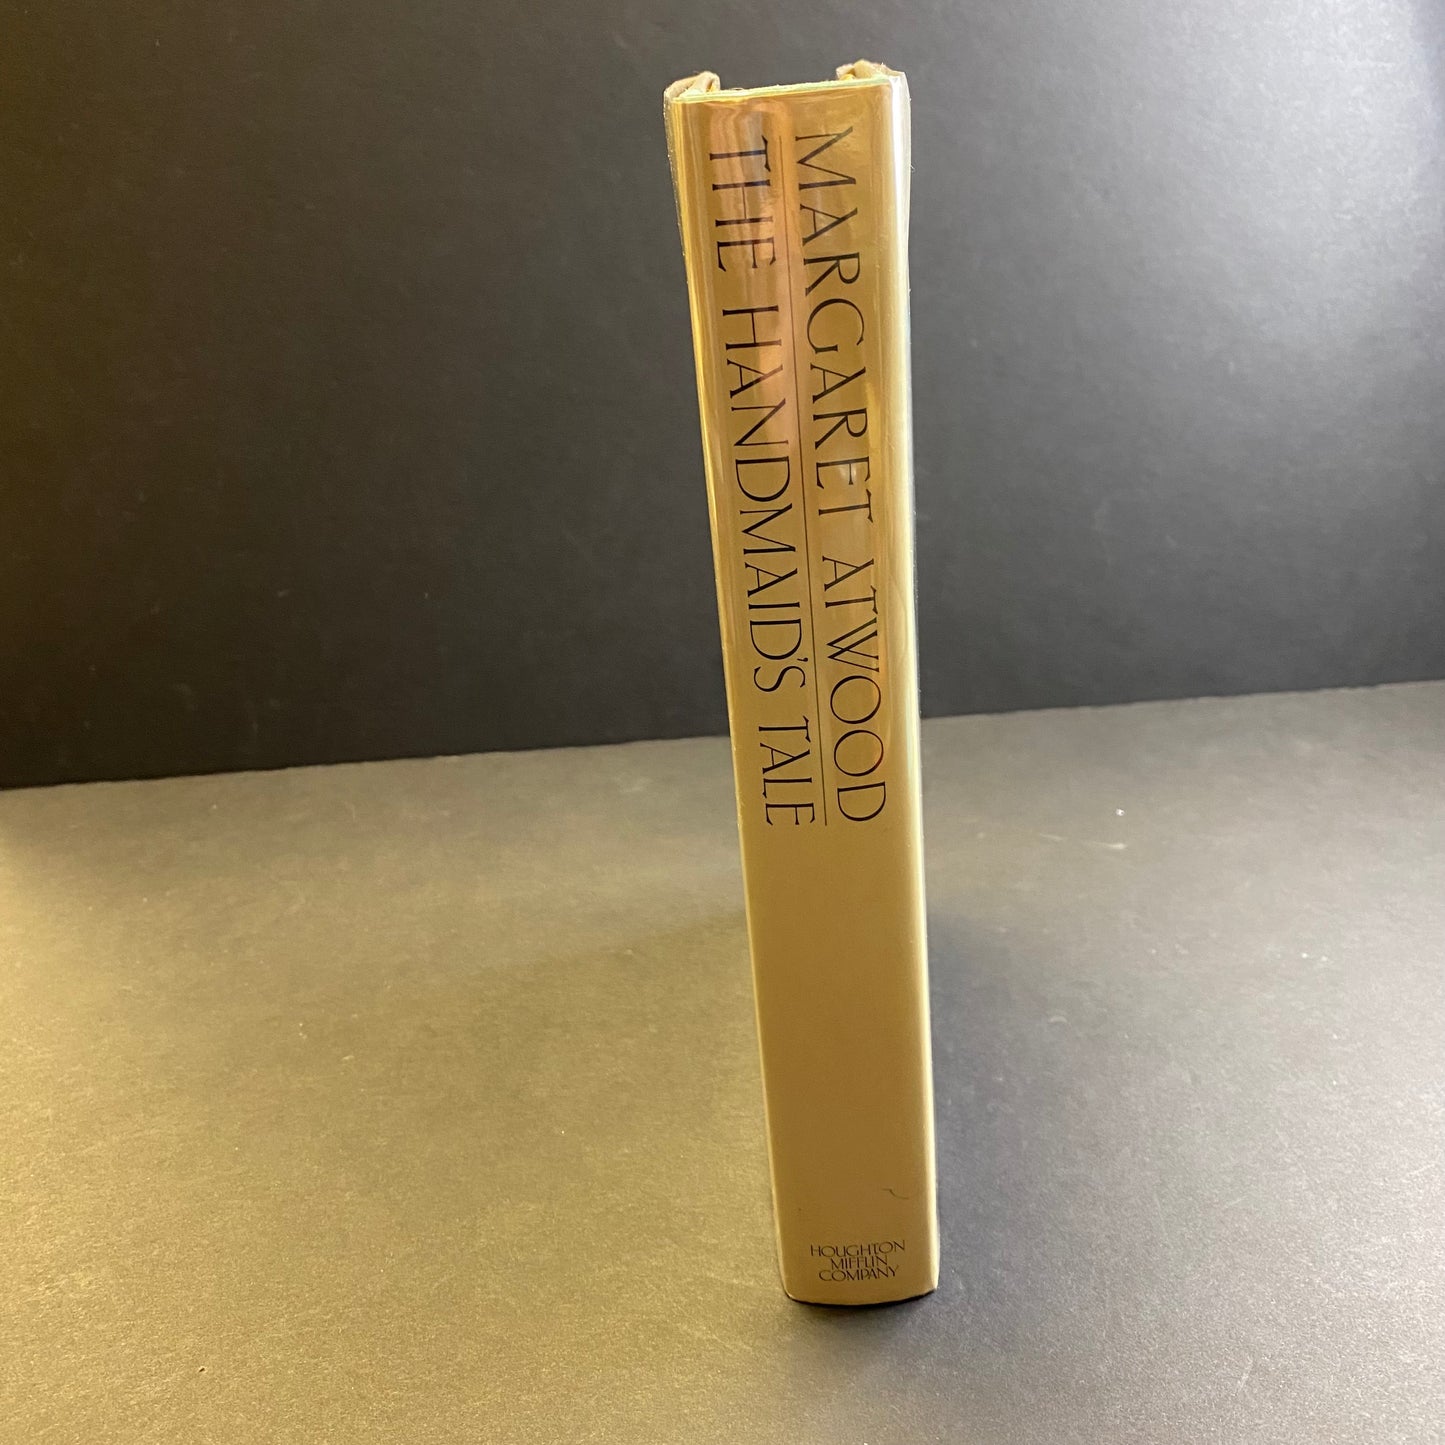 MARGARET ATWOOD
THE HANDMAID'S TALE
HOUGHTON
MIFFLIN
COMPANY